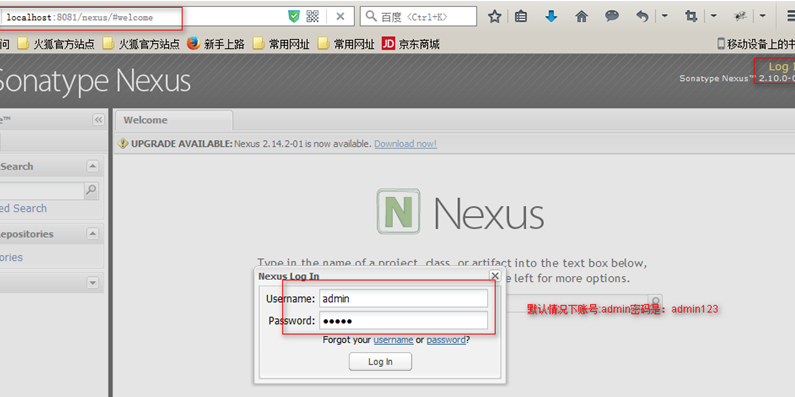 localhost:8081/nexus/#welcome
百度 <Ctrl+K>
问 火狐官方站点 火狐官方站点 新手上路 常用网址 常用网址 JD 京东商城 移动设备上的书
Sonatype Nexus
Log I
Sonatype Nexus™ 2.10.0-0
Welcome
UPGRADE AVAILABLE: Nexus 2.14.2-01 is now available. Download now!
Search
ed Search
Repositories
ories
N Nexus
Type in the name of a project, class, or artifact into the text box below,
e left for more options.
Nexus Log In
Username: admin
Password: ●●●●●
默认情况下账号:admin密码是：admin123
Forgot your username or password?
Log In